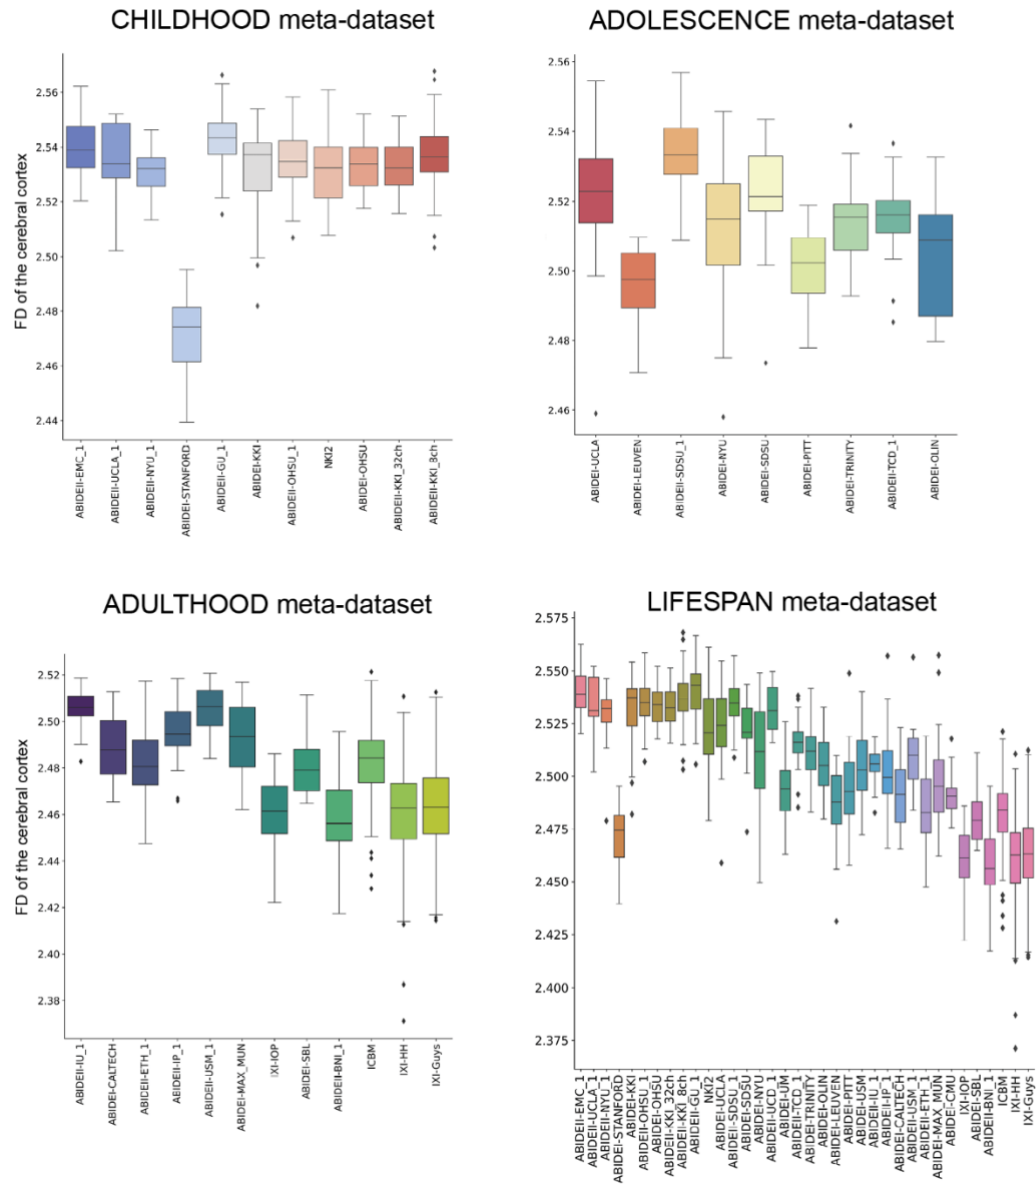 CHILDHOOD meta-dataset
FD of the cerebral cortex
2.56
2.54
2.52
2.50
2.48
2.46
2.44
ABIDEII-EMC_1
ABIDEII-UCLA_1
ABIDEII-NYU_1
ABIDEI-STANFORD
ABIDEII-GU_1
ABIDEI-KKI
ABIDEII-OHSU_1
NKI2
ABIDEI-OHSU
ABIDEII-KKI_32ch
ABIDEII-KKI_8ch
ADOLESCENCE meta-dataset
2.56
2.54
2.52
2.50
2.48
2.46
ABIDEI-UCLA
ABIDEI-LEUVEN
ABIDEII-SDSU_1
ABIDEI-NYU
ABIDEI-SDSU
ABIDEI-PITT
ABIDEI-TRINITY
ABIDEII-TCD_1
ABIDEI-OLIN
ADULTHOOD meta-dataset
FD of the cerebral cortex
2.52
2.50
2.48
2.46
2.44
2.42
2.40
2.38
ABIDEII-IU_1
ABIDEI-CALTECH
ABIDEII-ETH_1
ABIDEII-IP_1
ABIDEII-USM_1
ABIDEI-MAX_MUN
IXI-IOP
ABIDEI-SBL
ABIDEII-BNI_1
ICBM
IXI-HH
IXI-Guys
LIFESPAN meta-dataset
2.575
2.550
2.525
2.500
2.475
2.450
2.425
2.400
2.375
ABIDEII-EMC_1
ABIDEII-UCLA_1
ABIDEII-NYU_1
ABIDEI-STANFORD
ABIDEI-KKI
ABIDEII-OHSU_1
ABIDEI-OHSU
ABIDEII-KKI_32ch
ABIDEII-KKI_8ch
ABIDEII-GU_1
NKI2
ABIDEI-UCLA
ABIDEII-SDSU_1
ABIDEI-SDSU
ABIDEI-NYU
ABIDEII-UCD_1
ABIDEI-UM
ABIDEII-TCD_1
ABIDEI-TRINITY
ABIDEI-OLIN
ABIDEI-LEUVEN
ABIDEI-PITT
ABIDEI-USM
ABIDEII-IU_1
ABIDEII-IP_1
ABIDEI-CALTECH
ABIDEII-USM_1
ABIDEII-ETH_1
ABIDEI-MAX_MUN
ABIDEI-CMU
IXI-IOP
ABIDEI-SBL
ABIDEII-BNI_1
ICBM
IXI-HH
IXI-Guys